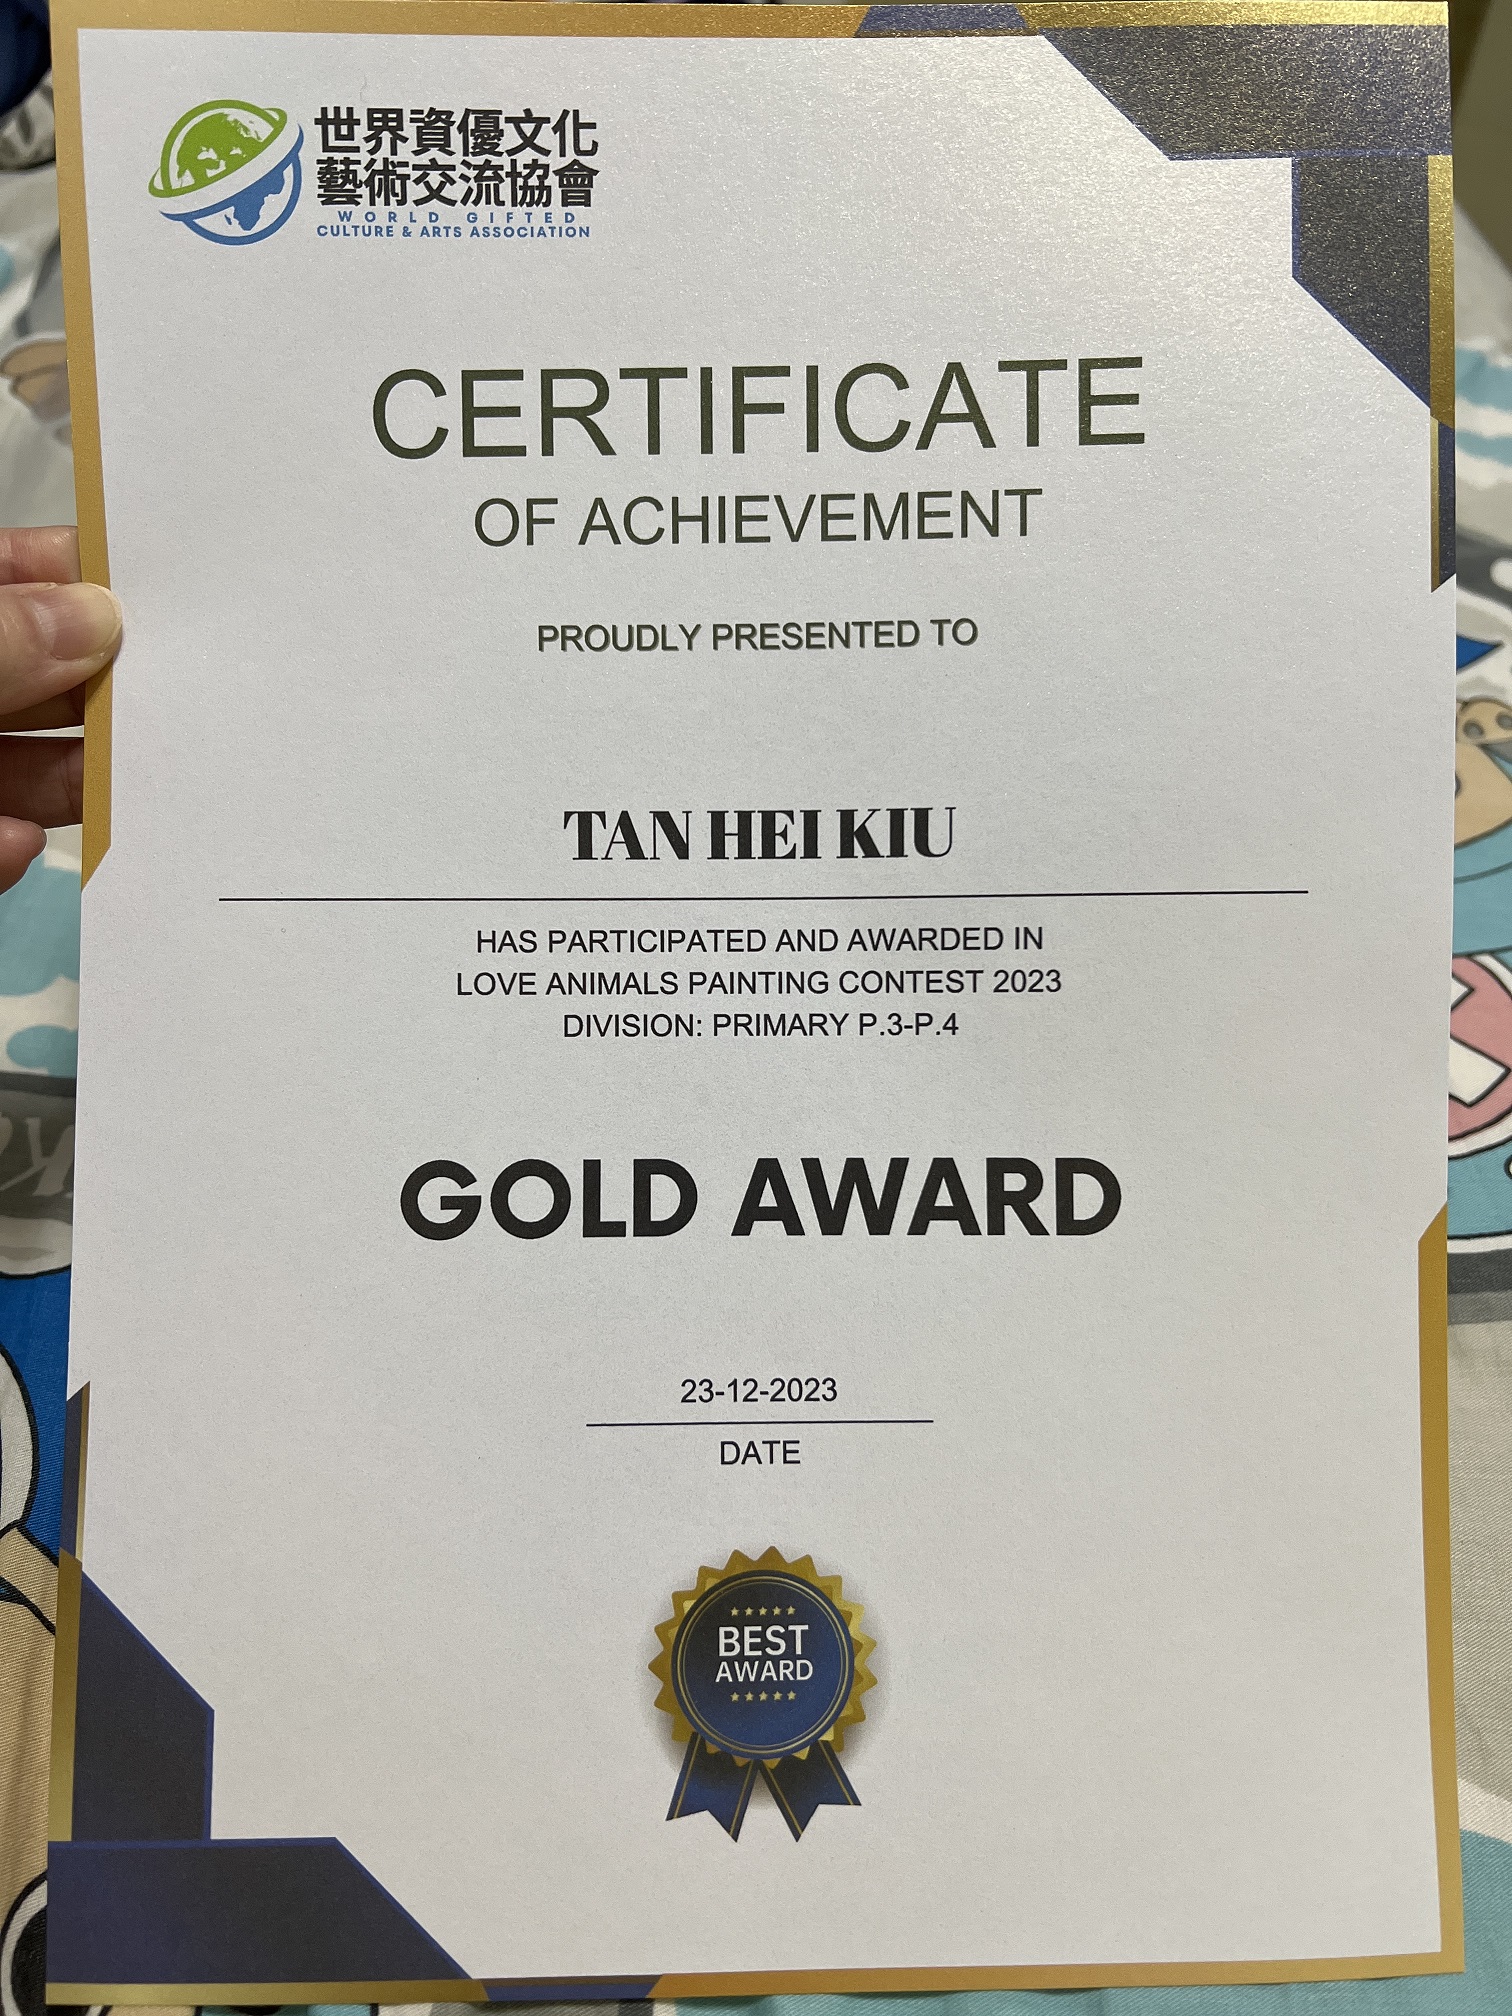 世界資優文化
藝術交流協會
WORLD GIFTED
CULTURE & ARTS ASSOCIATION
CERTIFICATE
OF ACHIEVEMENT
PROUDLY PRESENTED TO
TAN HEI KIU
HAS PARTICIPATED AND AWARDED IN
LOVE ANIMALS PAINTING CONTEST 2023
DIVISION: PRIMARY P.3-P.4
GOLD AWARD
23-12-2023
DATE
BEST
AWARD